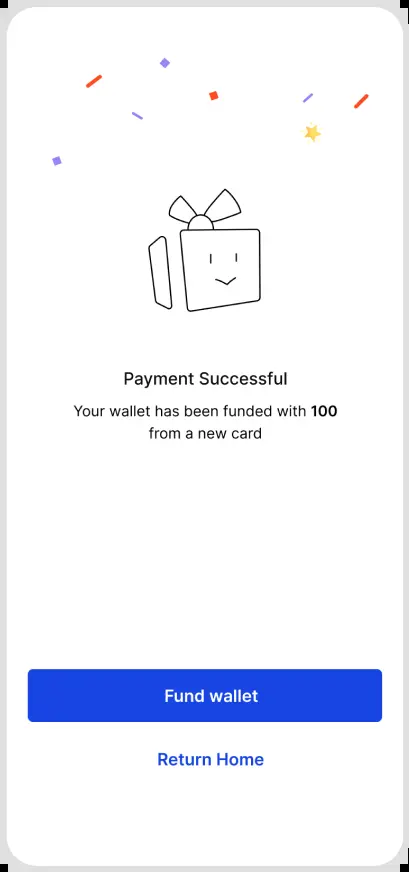 Payment Successful
Your wallet has been funded with 100
from a new card
Fund wallet
Return Home